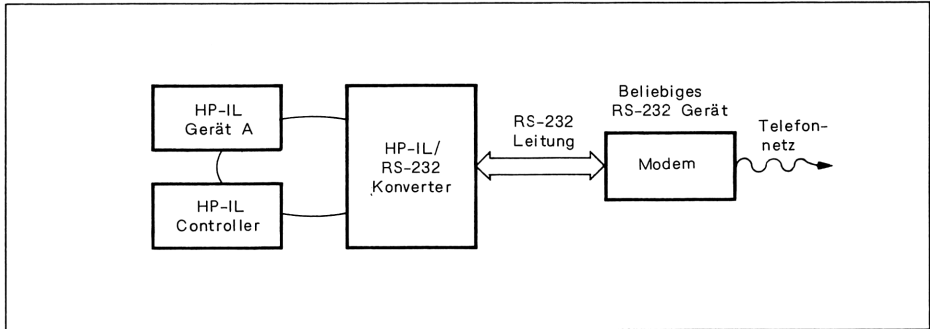 HP-IL
Gerät A
HP-IL
Controller
HP-IL/
RS-232
Konverter
RS-232
Leitung
Beliebiges
RS-232 Gerät
Modem
Telefon-
netz